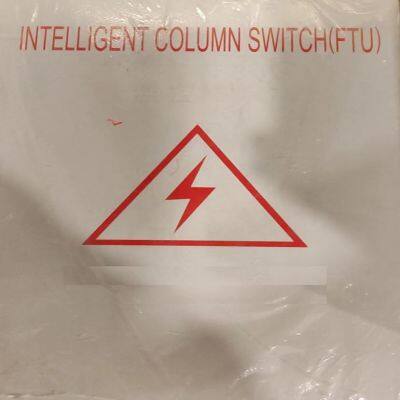 INTELLIGENT COLUMN SWITCH(FTU)